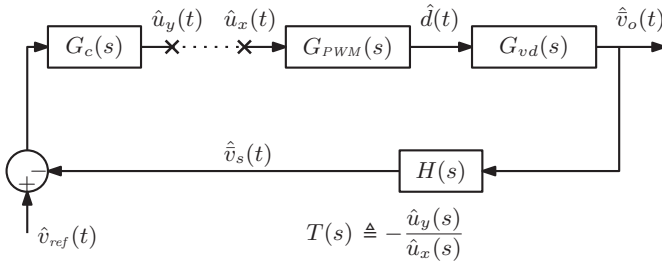 û_y(t) û_x(t) d̂(t) v̄̂_o(t)
G_c(s) G_PWM(s) G_vd(s)
v̄̂_s(t)
−
H(s)
+
v̂_ref(t)
T(s) ≜ − û_y(s) / û_x(s)